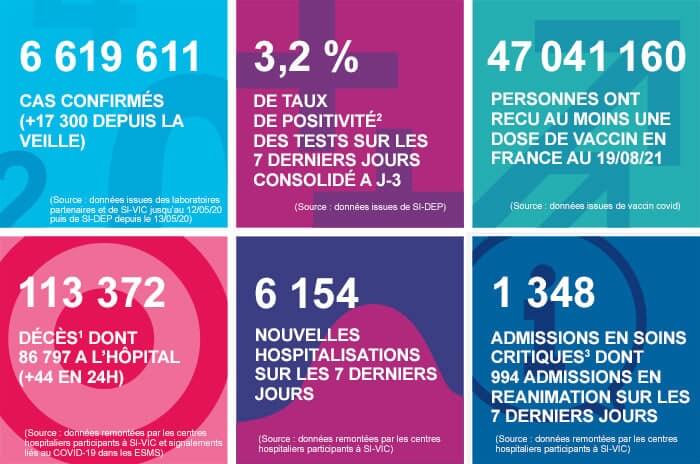 6 619 611
CAS CONFIRMÉS
(+17 300 DEPUIS LA
VEILLE)
(Source : données issues des laboratoires
partenaires et de SI-VIC jusqu'au 12/05/20
puis de SI-DEP depuis le 13/05/20)
3,2 %
DE TAUX
DE POSITIVITÉ²
DES TESTS SUR LES
7 DERNIERS JOURS
CONSOLIDÉ A J-3
(Source : données issues de SI-DEP)
47 041 160
PERSONNES ONT
RECU AU MOINS UNE
DOSE DE VACCIN EN
FRANCE AU 19/08/21
(Source : données issues de vaccin covid)
113 372
DÉCÈS¹ DONT
86 797 A L'HÔPITAL
(+44 EN 24H)
(Source : données remontées par les centres
hospitaliers participants à SI-VIC et signalements
liés au COVID-19 dans les ESMS)
6 154
NOUVELLES
HOSPITALISATIONS
SUR LES 7 DERNIERS
JOURS
(Source : données remontées par les centres
hospitaliers participants à SI-VIC)
1 348
ADMISSIONS EN SOINS
CRITIQUES³ DONT
994 ADMISSIONS EN
REANIMATION SUR LES
7 DERNIERS JOURS
(Source : données remontées par les centres
hospitaliers participants à SI-VIC)